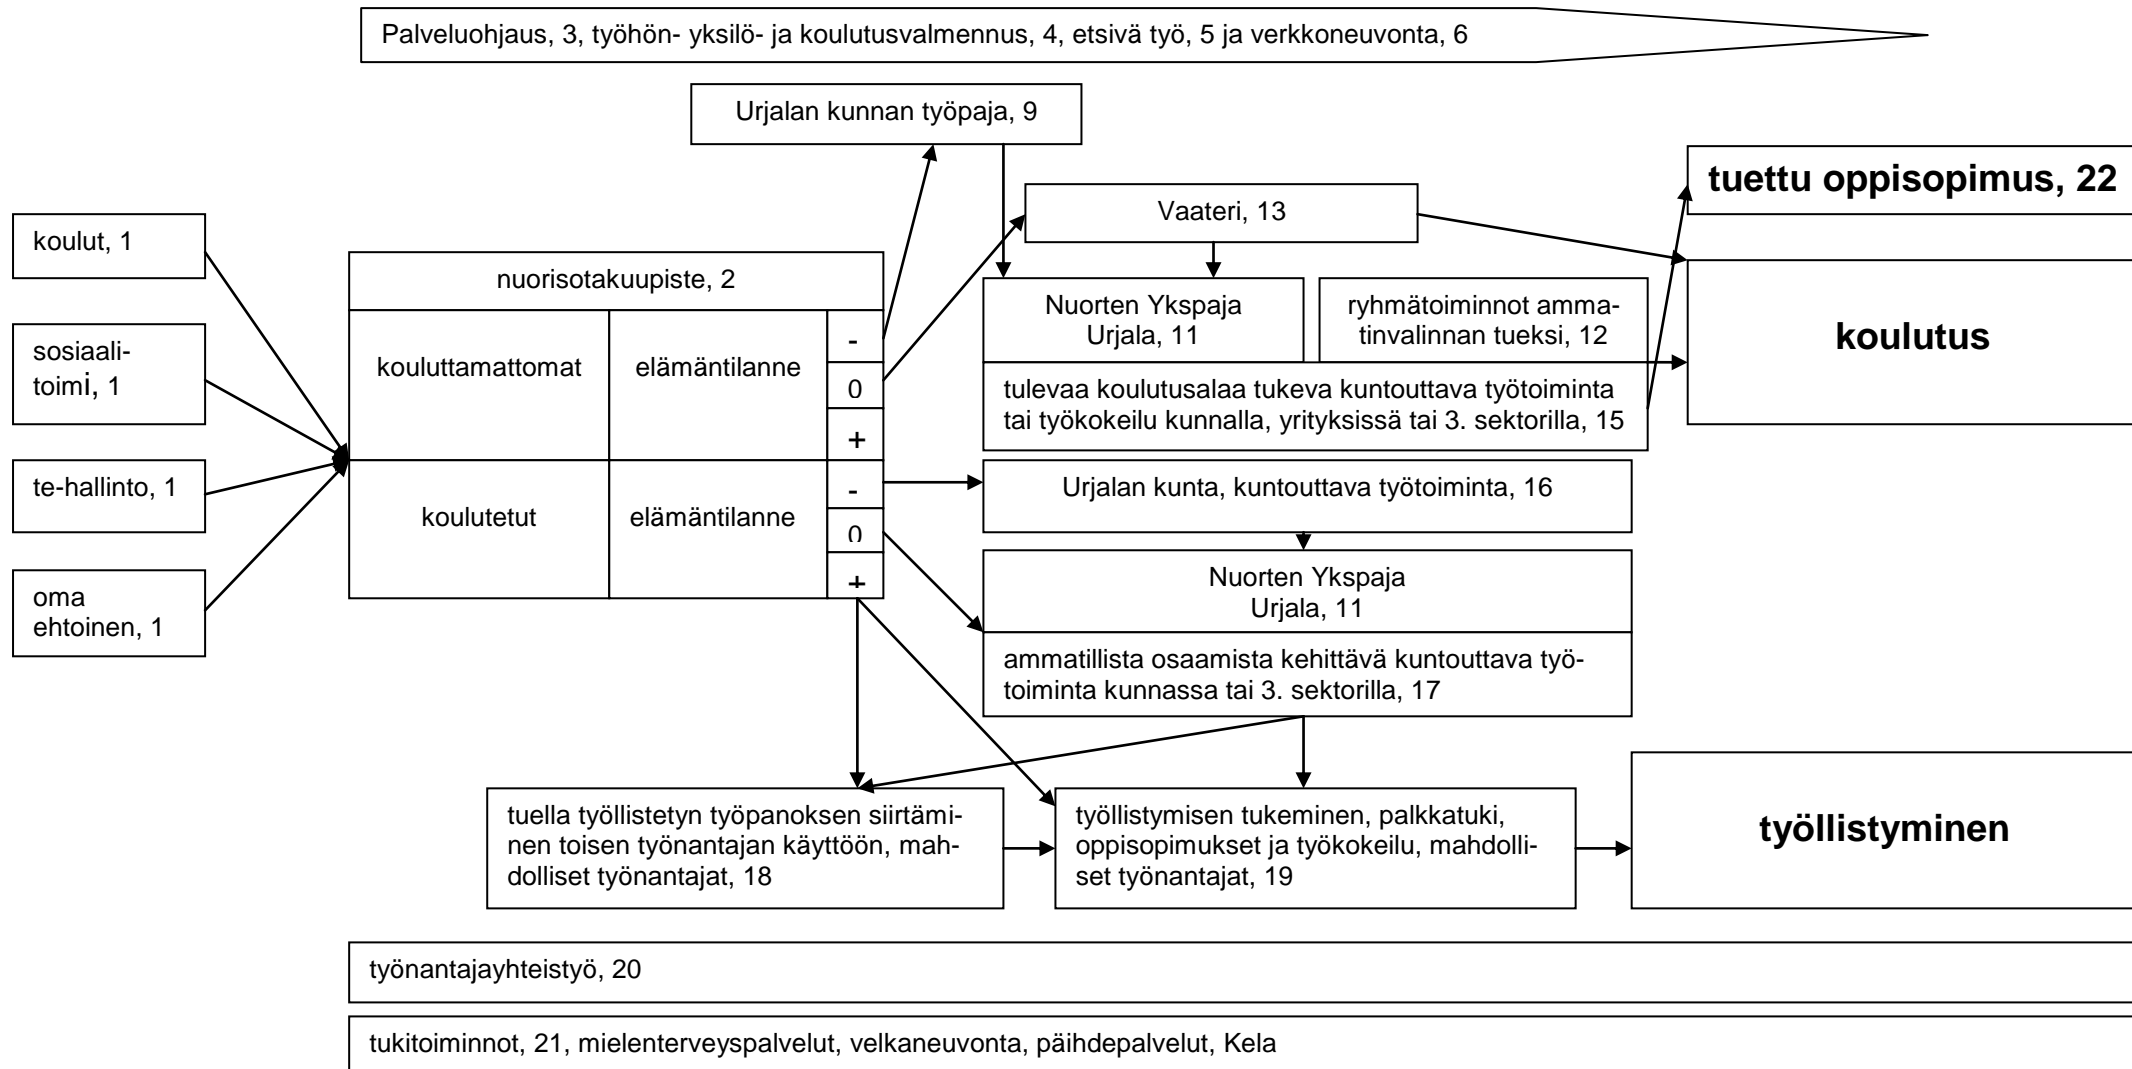 Palveluohjaus, 3, työhön- yksilö- ja koulutusvalmennus, 4, etsivä työ, 5 ja verkkoneuvonta, 6
Urjalan kunnan työpaja, 9
tuettu oppisopimus, 22
Vaateri, 13
koulut, 1
nuorisotakuupiste, 2
Nuorten Ykspaja
Urjala, 11
ryhmätoiminnot amma-
tinvalinnan tueksi, 12
koulutus
sosiaali-
toimi, 1
kouluttamattomat
elämäntilanne
-
0
+
tulevaa koulutusalaa tukeva kuntouttava työtoiminta
tai työkokeilu kunnalla, yrityksissä tai 3. sektorilla, 15
te-hallinto, 1
koulutetut
elämäntilanne
-
0
+
Urjalan kunta, kuntouttava työtoiminta, 16
oma
ehtoinen, 1
Nuorten Ykspaja
Urjala, 11
ammatillista osaamista kehittävä kuntouttava työ-
toiminta kunnassa tai 3. sektorilla, 17
tuella työllistetyn työpanoksen siirtämi-
nen toisen työnantajan käyttöön, mah-
dolliset työnantajat, 18
työllistymisen tukeminen, palkkatuki,
oppisopimukset ja työkokeilu, mahdolli-
set työnantajat, 19
työllistyminen
työnantajayhteistyö, 20
tukitoiminnot, 21, mielenterveyspalvelut, velkaneuvonta, päihdepalvelut, Kela